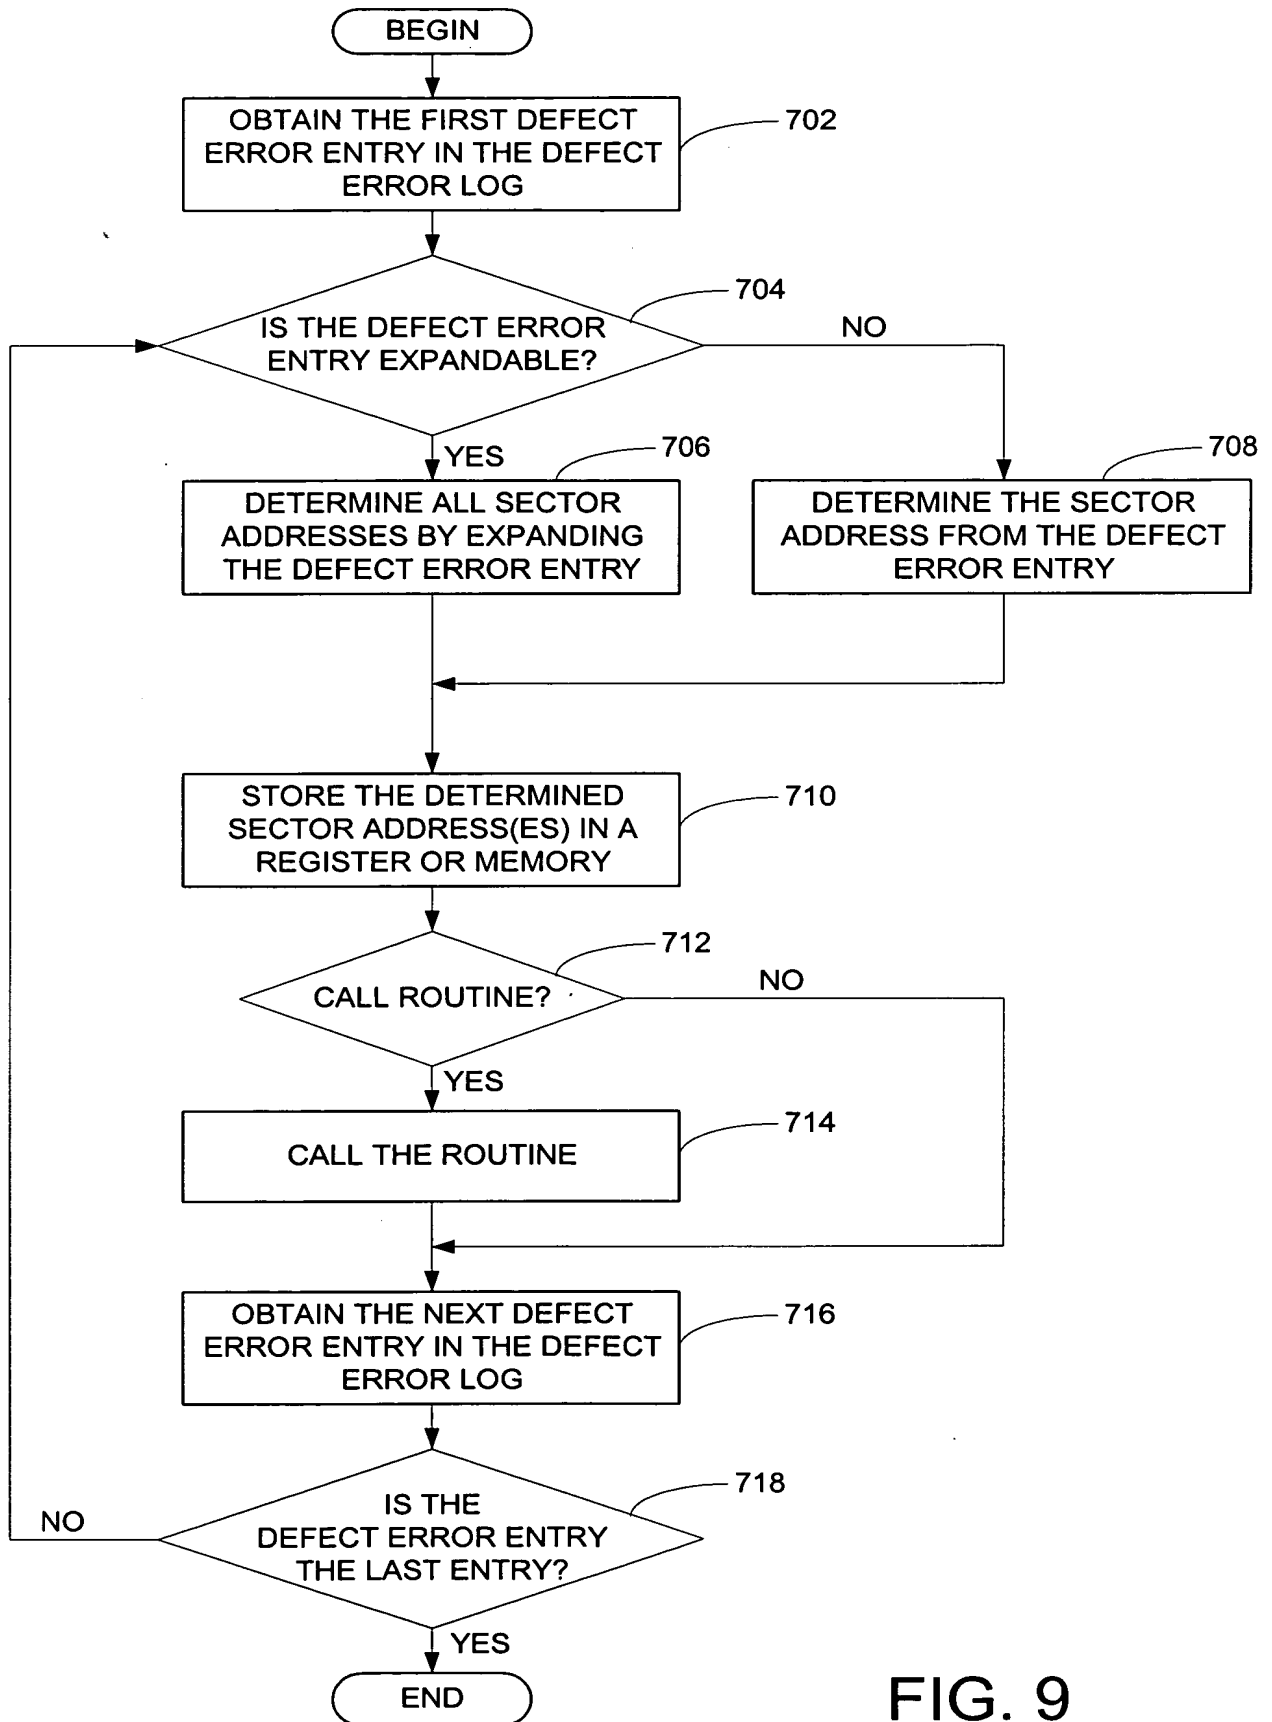 BEGIN
OBTAIN THE FIRST DEFECT
ERROR ENTRY IN THE DEFECT
ERROR LOG
702
704
IS THE DEFECT ERROR
ENTRY EXPANDABLE?
NO
YES
706
708
DETERMINE ALL SECTOR
ADDRESSES BY EXPANDING
THE DEFECT ERROR ENTRY
DETERMINE THE SECTOR
ADDRESS FROM THE DEFECT
ERROR ENTRY
STORE THE DETERMINED
SECTOR ADDRESS(ES) IN A
REGISTER OR MEMORY
710
712
CALL ROUTINE?
NO
YES
CALL THE ROUTINE
714
OBTAIN THE NEXT DEFECT
ERROR ENTRY IN THE DEFECT
ERROR LOG
716
718
IS THE
DEFECT ERROR ENTRY
THE LAST ENTRY?
NO
YES
END
FIG. 9